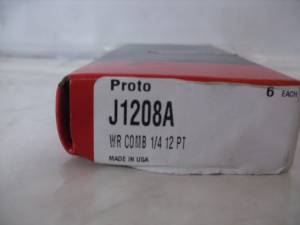 Proto
6 EACH
J1208A
WR COMB 1/4 12 PT
MADE IN USA